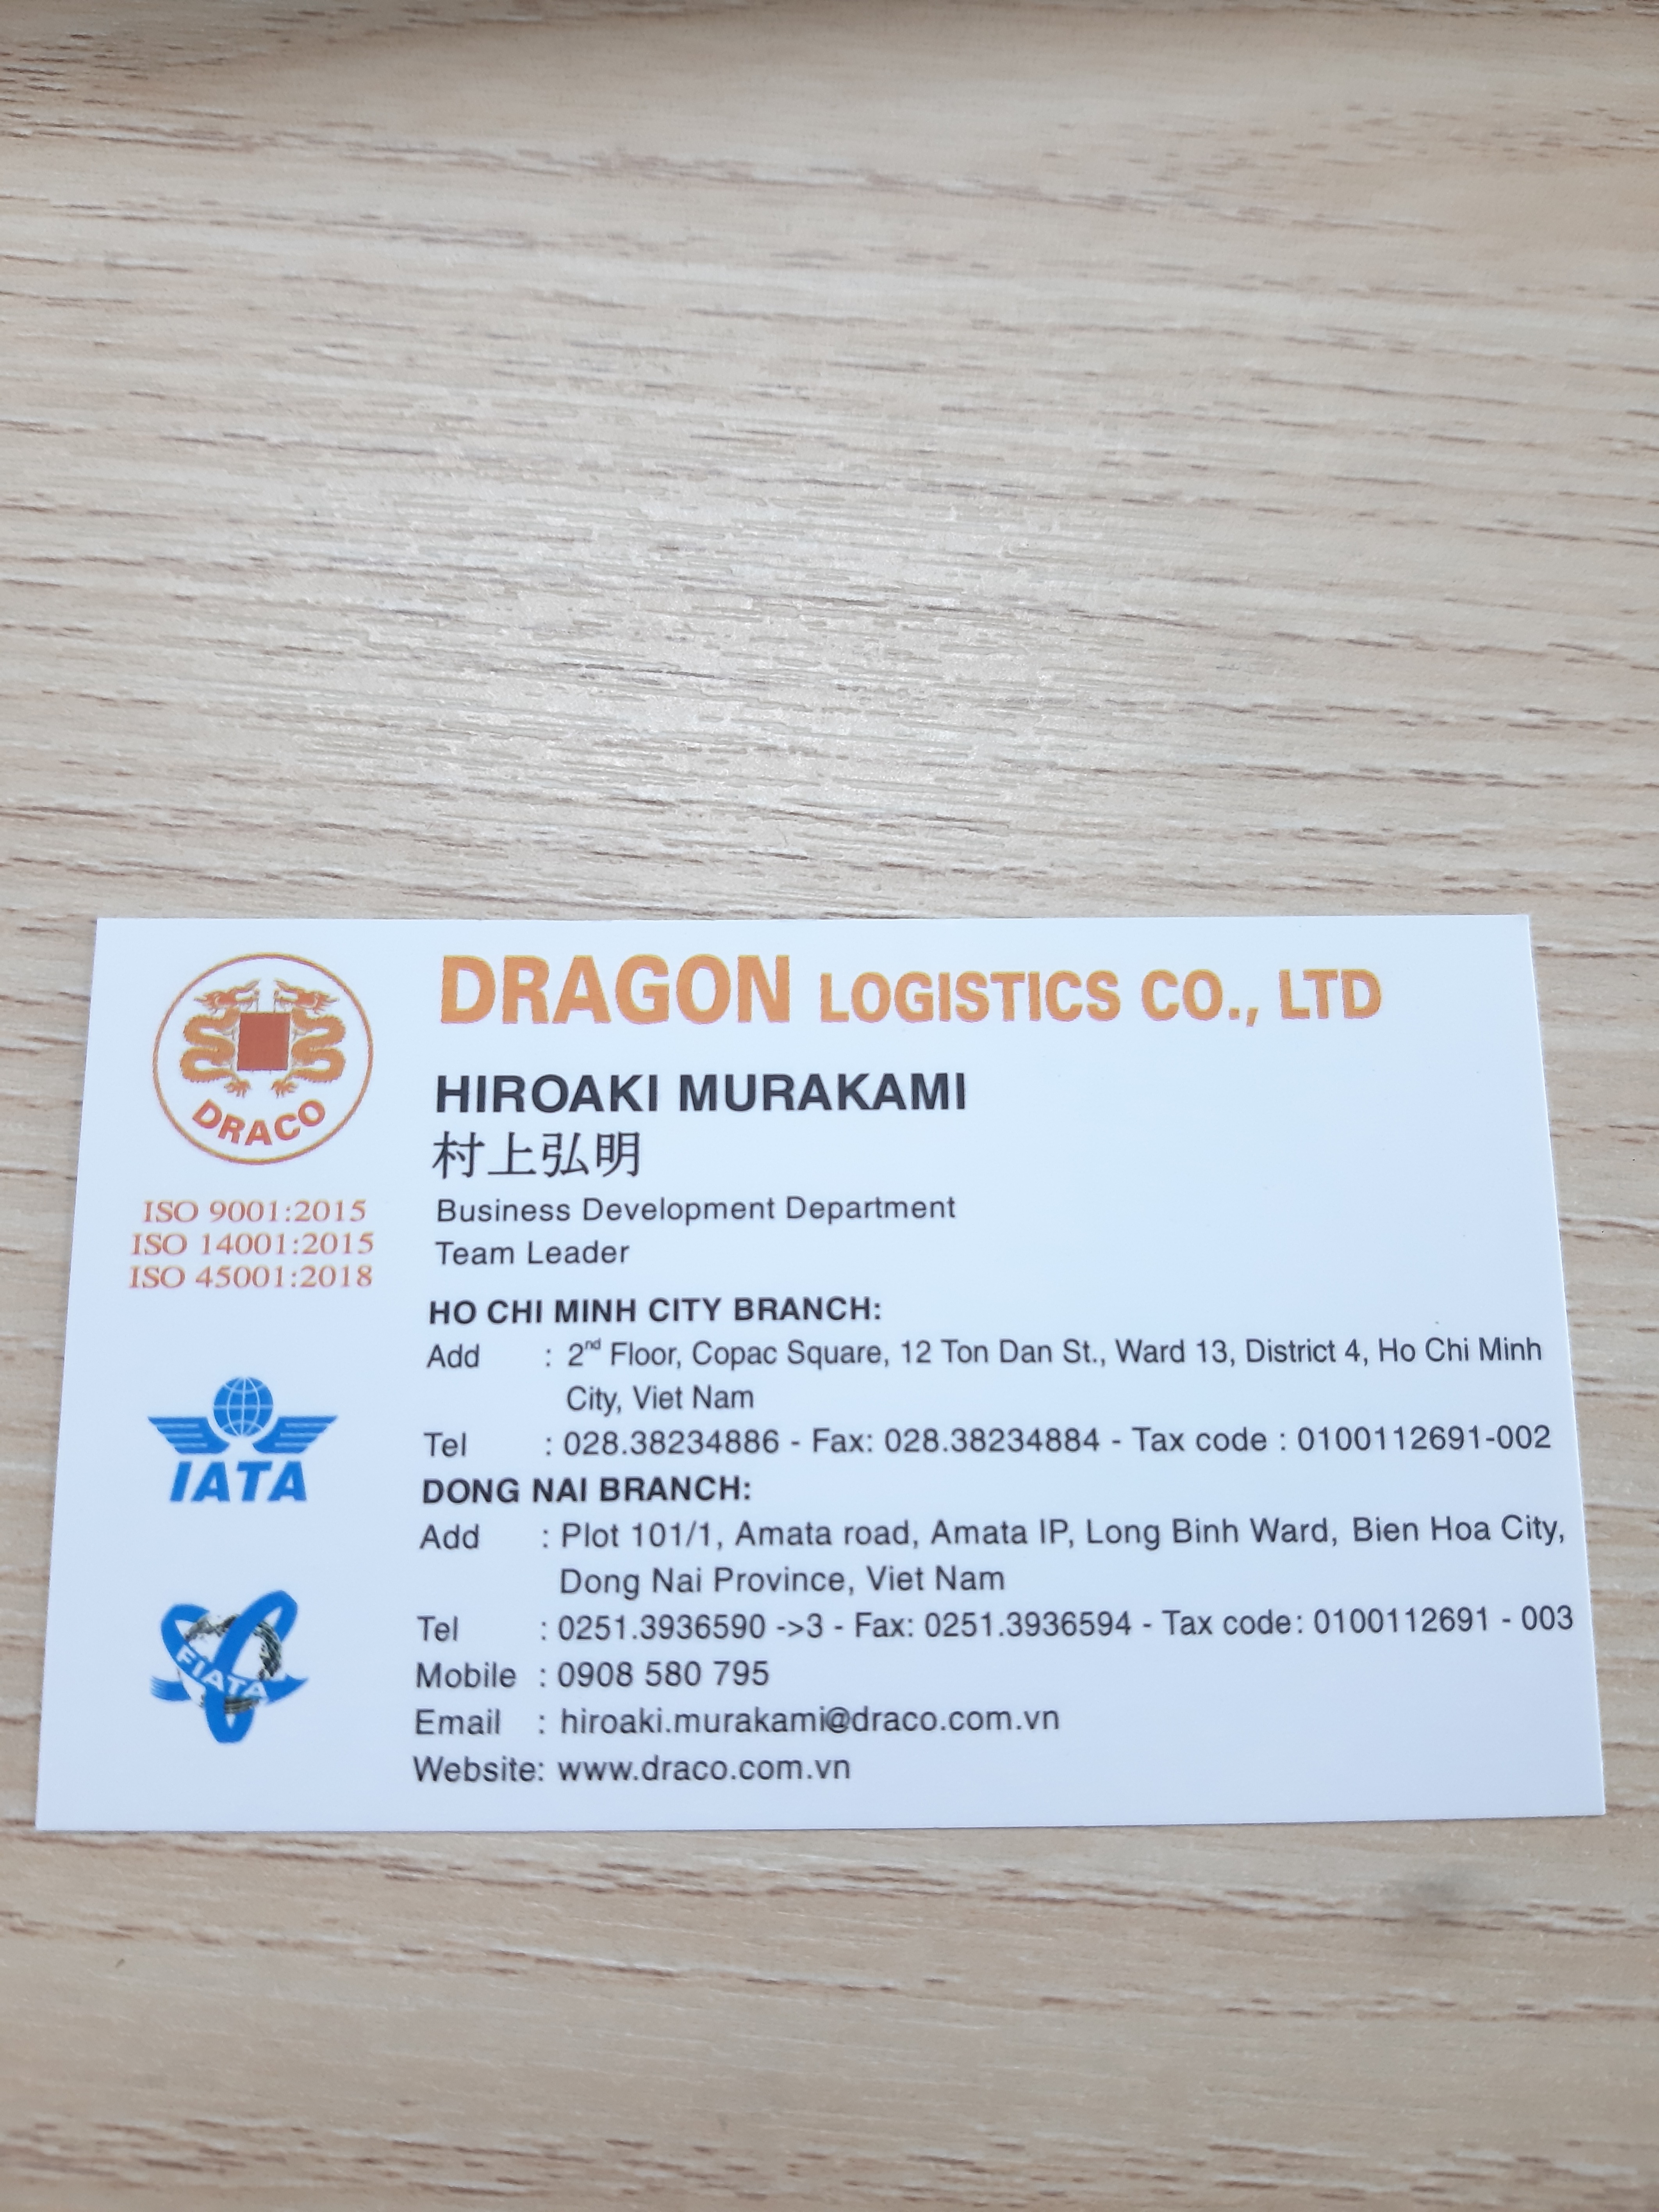 DRAGON LOGISTICS CO., LTD
DRACO
ISO 9001:2015
ISO 14001:2015
ISO 45001:2018
IATA
FIATA
HIROAKI MURAKAMI
村上弘明
Business Development Department
Team Leader
HO CHI MINH CITY BRANCH:
Add : 2nd Floor, Copac Square, 12 Ton Dan St., Ward 13, District 4, Ho Chi Minh
City, Viet Nam
Tel : 028.38234886 - Fax: 028.38234884 - Tax code : 0100112691-002
DONG NAI BRANCH:
Add : Plot 101/1, Amata road, Amata IP, Long Binh Ward, Bien Hoa City,
Dong Nai Province, Viet Nam
Tel : 0251.3936590 ->3 - Fax: 0251.3936594 - Tax code: 0100112691 - 003
Mobile : 0908 580 795
Email : hiroaki.murakami@draco.com.vn
Website: www.draco.com.vn